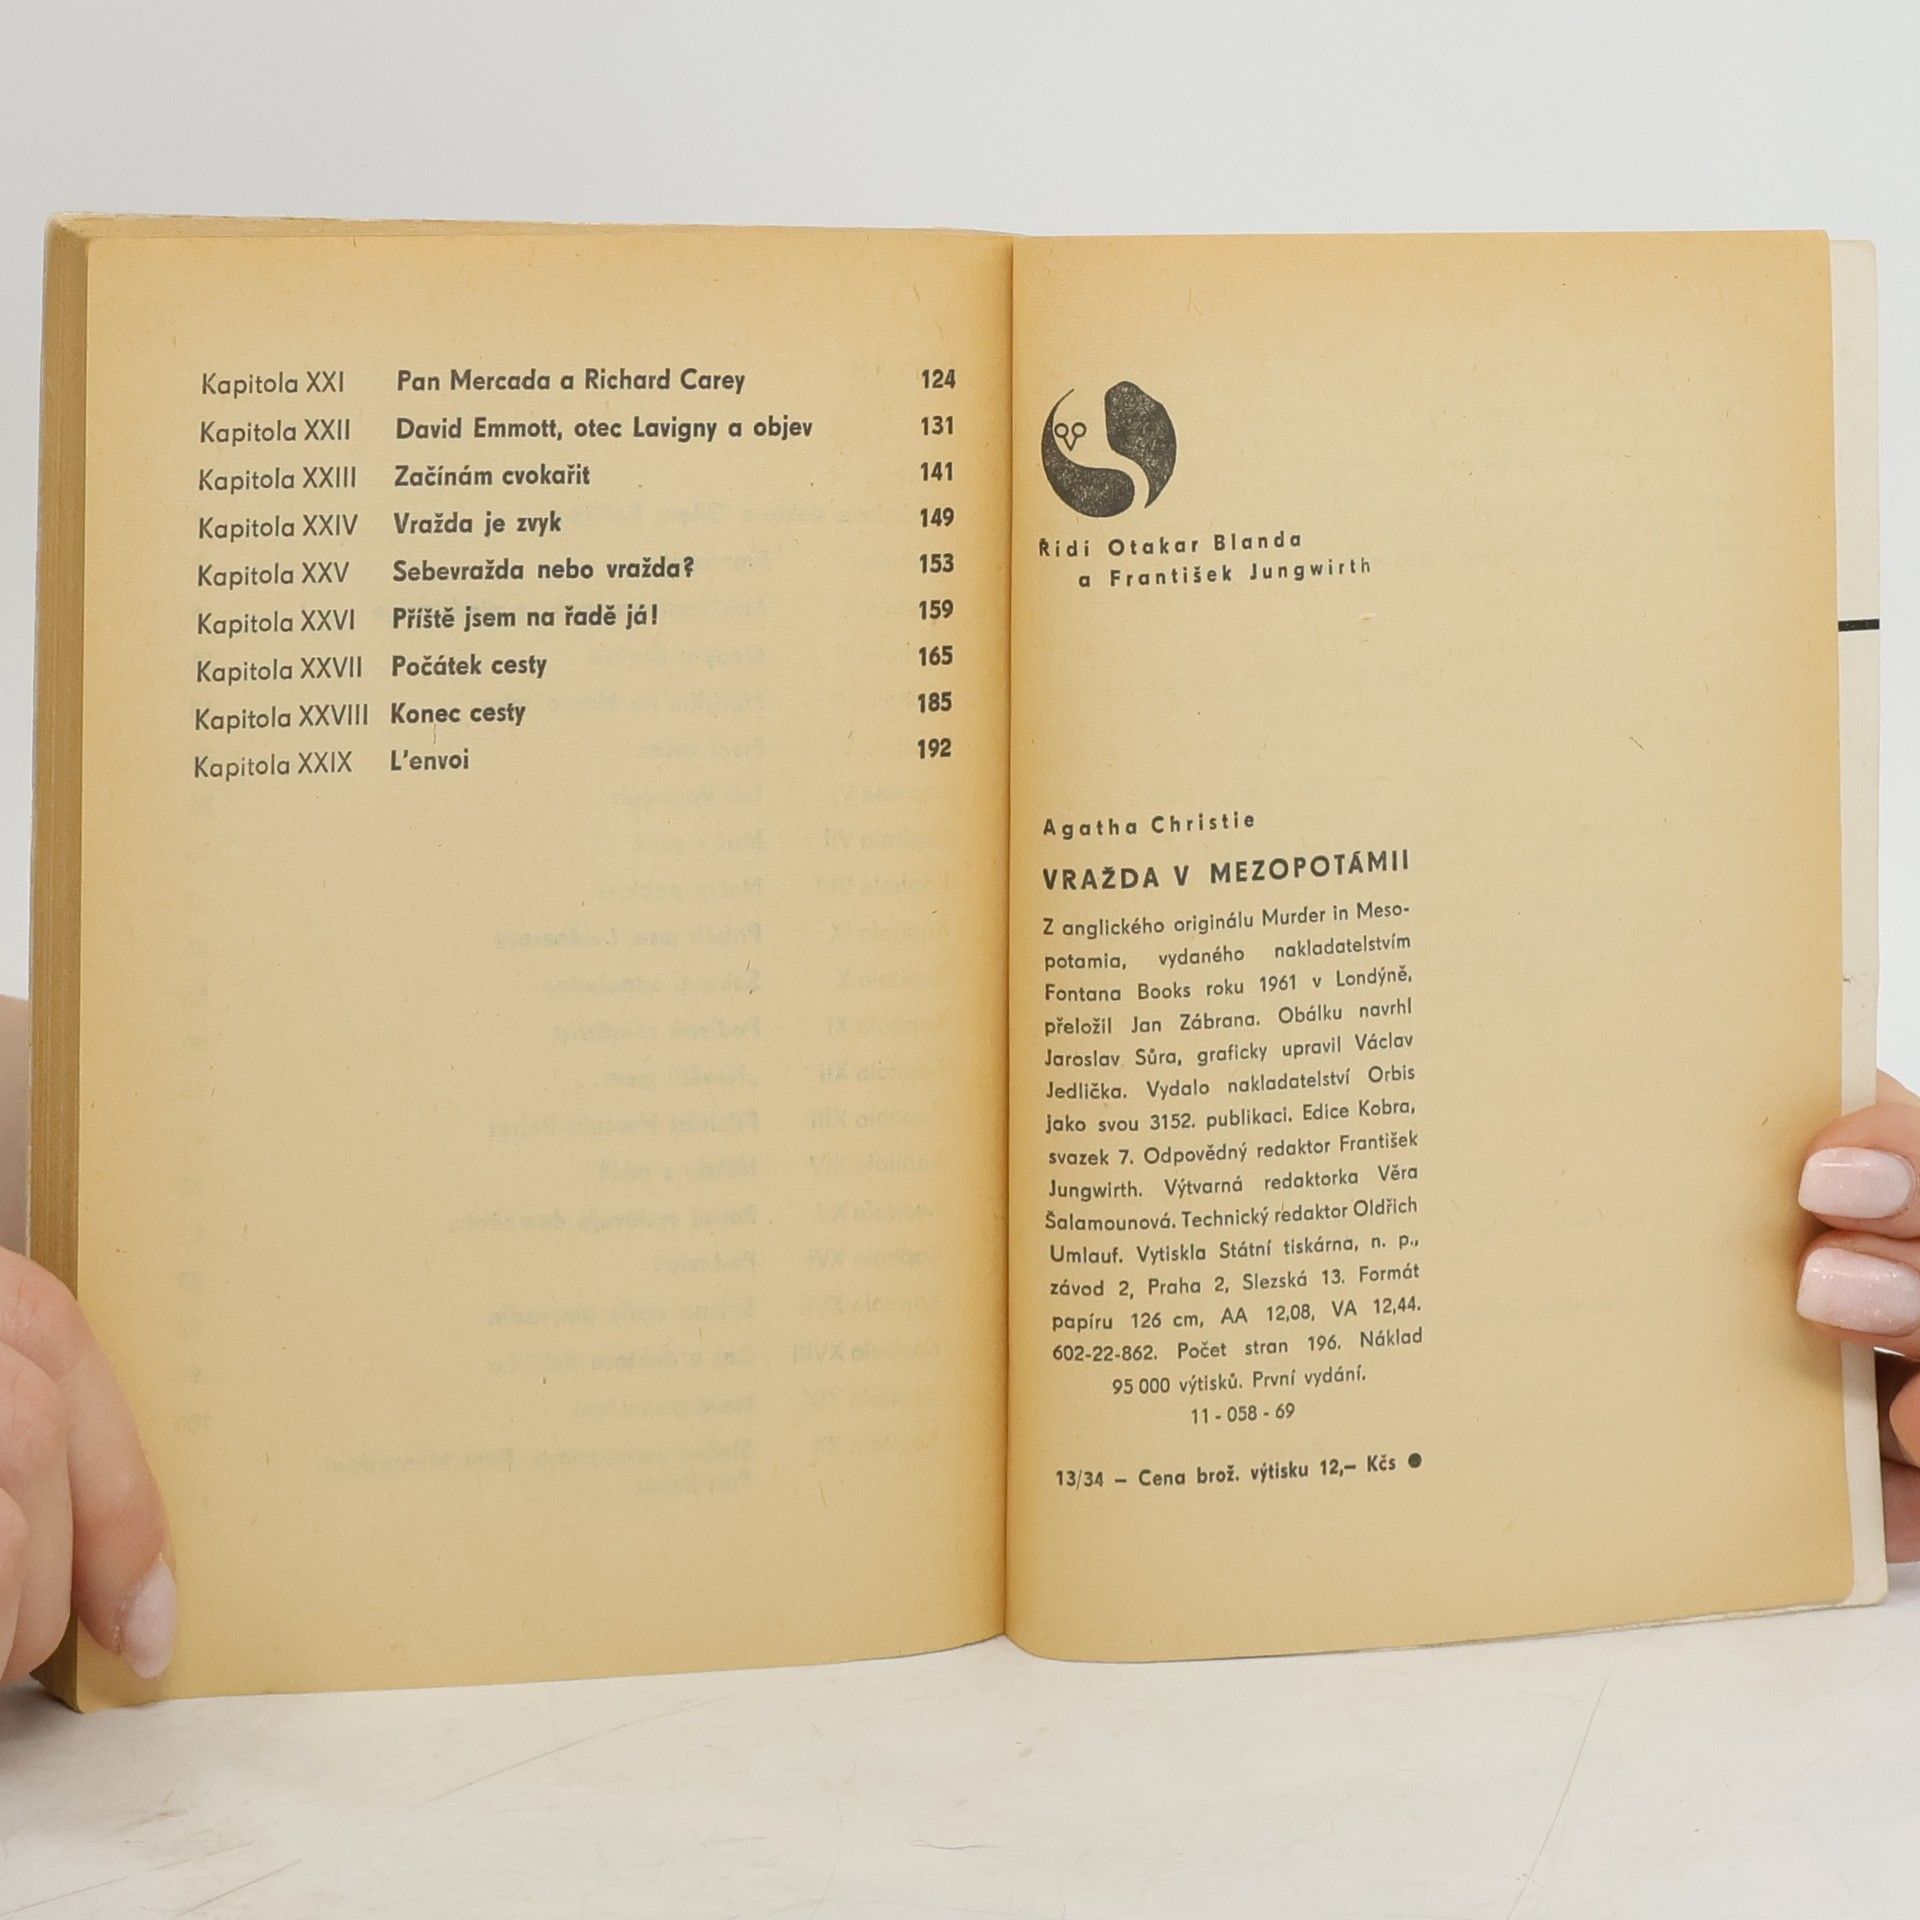 Kapitola XXI Pan Mercada a Richard Carey 124
Kapitola XXII David Emmott, otec Lavigny a objev 131
Kapitola XXIII Začínám cvokařit 141
Kapitola XXIV Vražda je zvyk 149
Kapitola XXV Sebevražda nebo vražda? 153
Kapitola XXVI Příště jsem na řadě já! 159
Kapitola XXVII Počátek cesty 165
Kapitola XXVIII Konec cesty 185
Kapitola XXIX L'envoi 192
Řídí Otakar Blanda
a František Jungwirth
Agatha Christie
VRAŽDA V MEZOPOTÁMII
Z anglického originálu Murder in Meso-
potamia, vydaného nakladatelstvím
Fontana Books roku 1961 v Londýně,
přeložil Jan Zábrana. Obálku navrhl
Jaroslav Sůra, graficky upravil Václav
Jedlička. Vydalo nakladatelství Orbis
jako svou 3152. publikaci. Edice Kobra,
svazek 7. Odpovědný redaktor František
Jungwirth. Výtvarná redaktorka Věra
Šalamounová. Technický redaktor Oldřich
Umlauf. Vytiskla Státní tiskárna, n. p.,
závod 2, Praha 2, Slezská 13. Formát
papíru 126 cm, AA 12,08, VA 12,44.
602-22-862. Počet stran 196. Náklad
95 000 výtisků. První vydání.
11 - 058 - 69
13/34 – Cena brož. výtisku 12,– Kčs ●